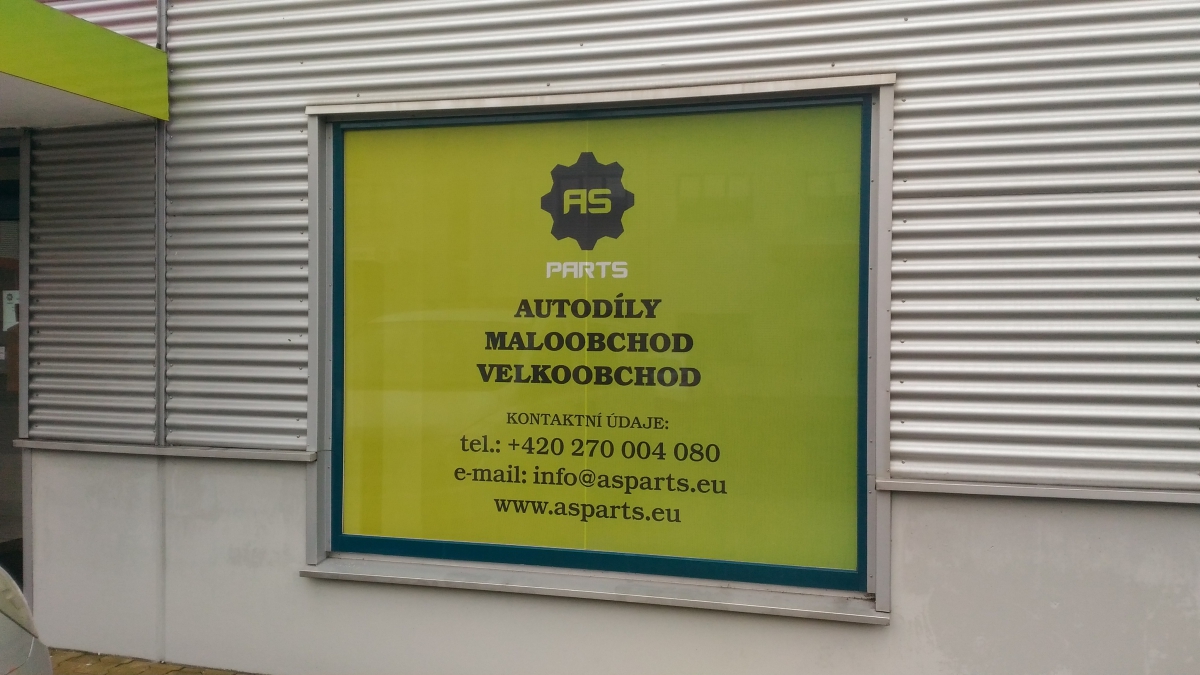 AS
PARTS
AUTODÍLY
MALOOBCHOD
VELKOOBCHOD
KONTAKTNÍ ÚDAJE:
tel.: +420 270 004 080
e-mail: info@asparts.eu
www.asparts.eu